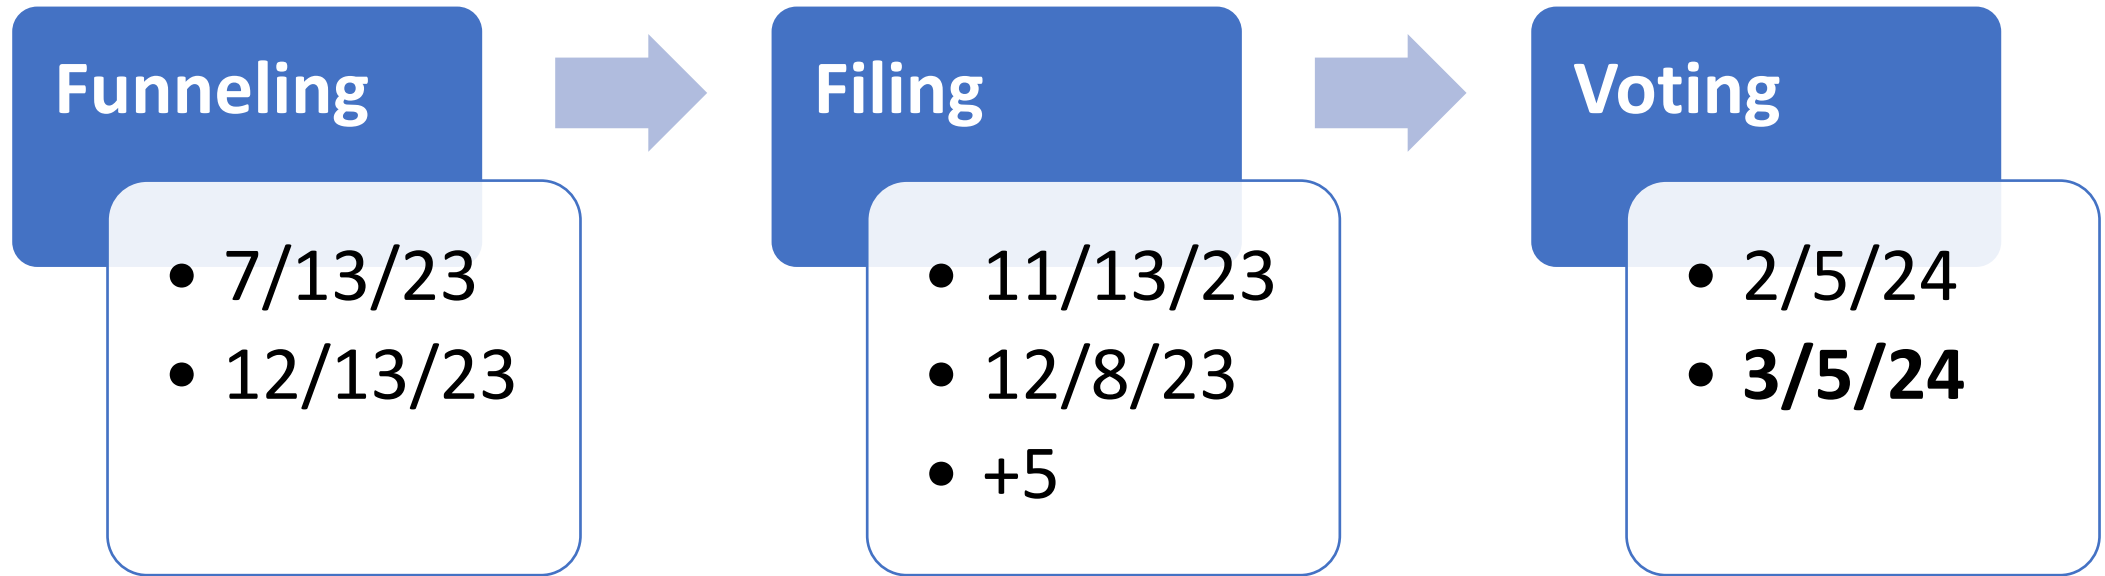 Funneling
• 7/13/23
• 12/13/23
Filing
• 11/13/23
• 12/8/23
• +5
Voting
• 2/5/24
• 3/5/24